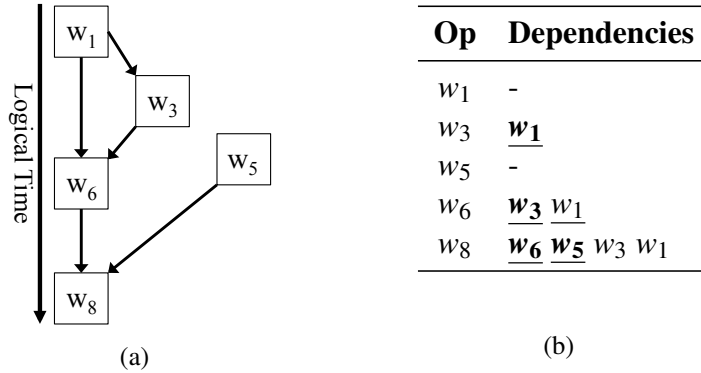 Logical Time
w1
w3
w5
w6
w8
(a)
Op Dependencies
w1 -
w3 w1
w5 -
w6 w3 w1
w8 w6 w5 w3 w1
(b)